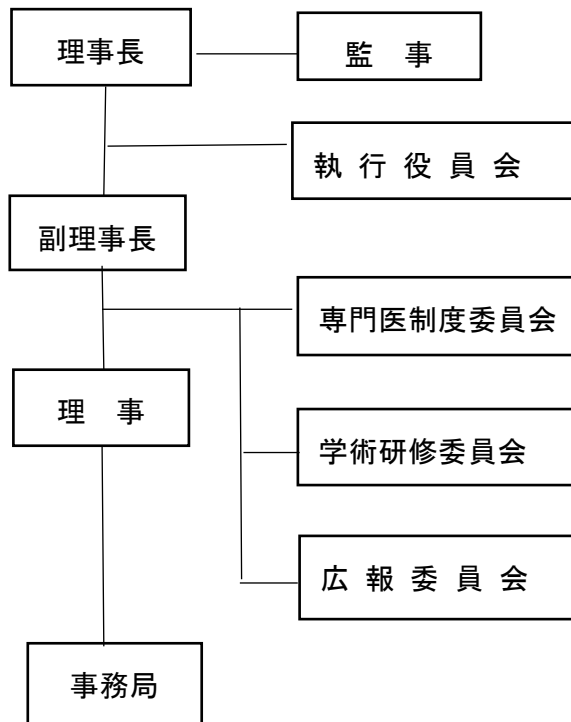 理事長
監　事
執 行 役 員 会
副理事長
専門医制度委員会
理　事
学術研修委員会
広 報 委 員 会
事務局